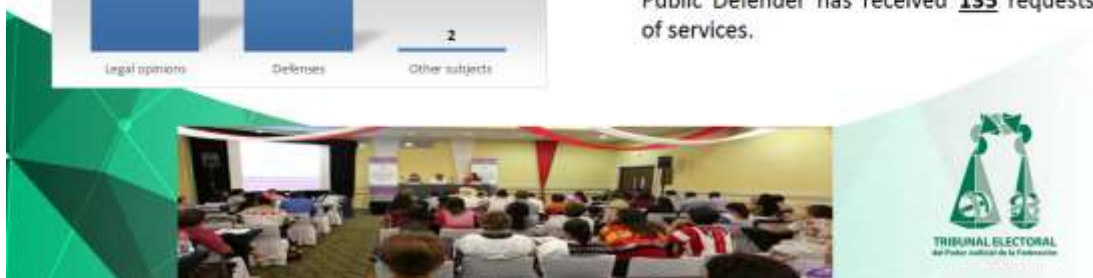 Public Defender has received 135 requests
of services.
2
Legal opinions
Defenses
Other subjects
TRIBUNAL ELECTORAL
del Poder Judicial de la Federación